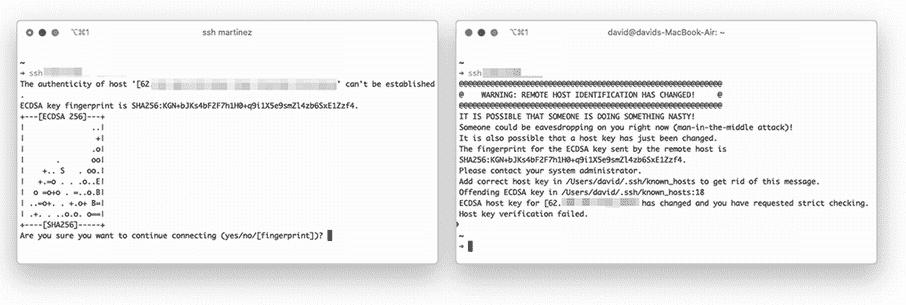 ⌥⌘1
ssh martinez
~
➜ ssh
The authenticity of host '[62.' can't be established
.
ECDSA key fingerprint is SHA256:KGN+bJKs4bF2F7h1H0+q9i1X5e9smZl4zb6SxE1Zzf4.
+---[ECDSA 256]---+
|               ..|
|                +|
|               .o|
|      .       oo|
|    +.. S   . oo.|
|   +.=o . . .o..E|
|  o =o+o . =..o.B|
| ..=o+. . +.o+ B=|
| .+. . ..o.o. o==|
+----[SHA256]-----+
Are you sure you want to continue connecting (yes/no/[fingerprint])?
⌥⌘1
david@davids-MacBook-Air: ~
~
➜ ssh
@@@@@@@@@@@@@@@@@@@@@@@@@@@@@@@@@@@@@@@@@@@@@@@@@@@@@@@@@@@
@    WARNING: REMOTE HOST IDENTIFICATION HAS CHANGED!     @
@@@@@@@@@@@@@@@@@@@@@@@@@@@@@@@@@@@@@@@@@@@@@@@@@@@@@@@@@@@
IT IS POSSIBLE THAT SOMEONE IS DOING SOMETHING NASTY!
Someone could be eavesdropping on you right now (man-in-the-middle attack)!
It is also possible that a host key has just been changed.
The fingerprint for the ECDSA key sent by the remote host is
SHA256:KGN+bJKs4bF2F7h1H0+q9i1X5e9smZl4zb6SxE1Zzf4.
Please contact your system administrator.
Add correct host key in /Users/david/.ssh/known_hosts to get rid of this message.
Offending ECDSA key in /Users/david/.ssh/known_hosts:18
ECDSA host key for [62. has changed and you have requested strict checking.
Host key verification failed.
~
➜